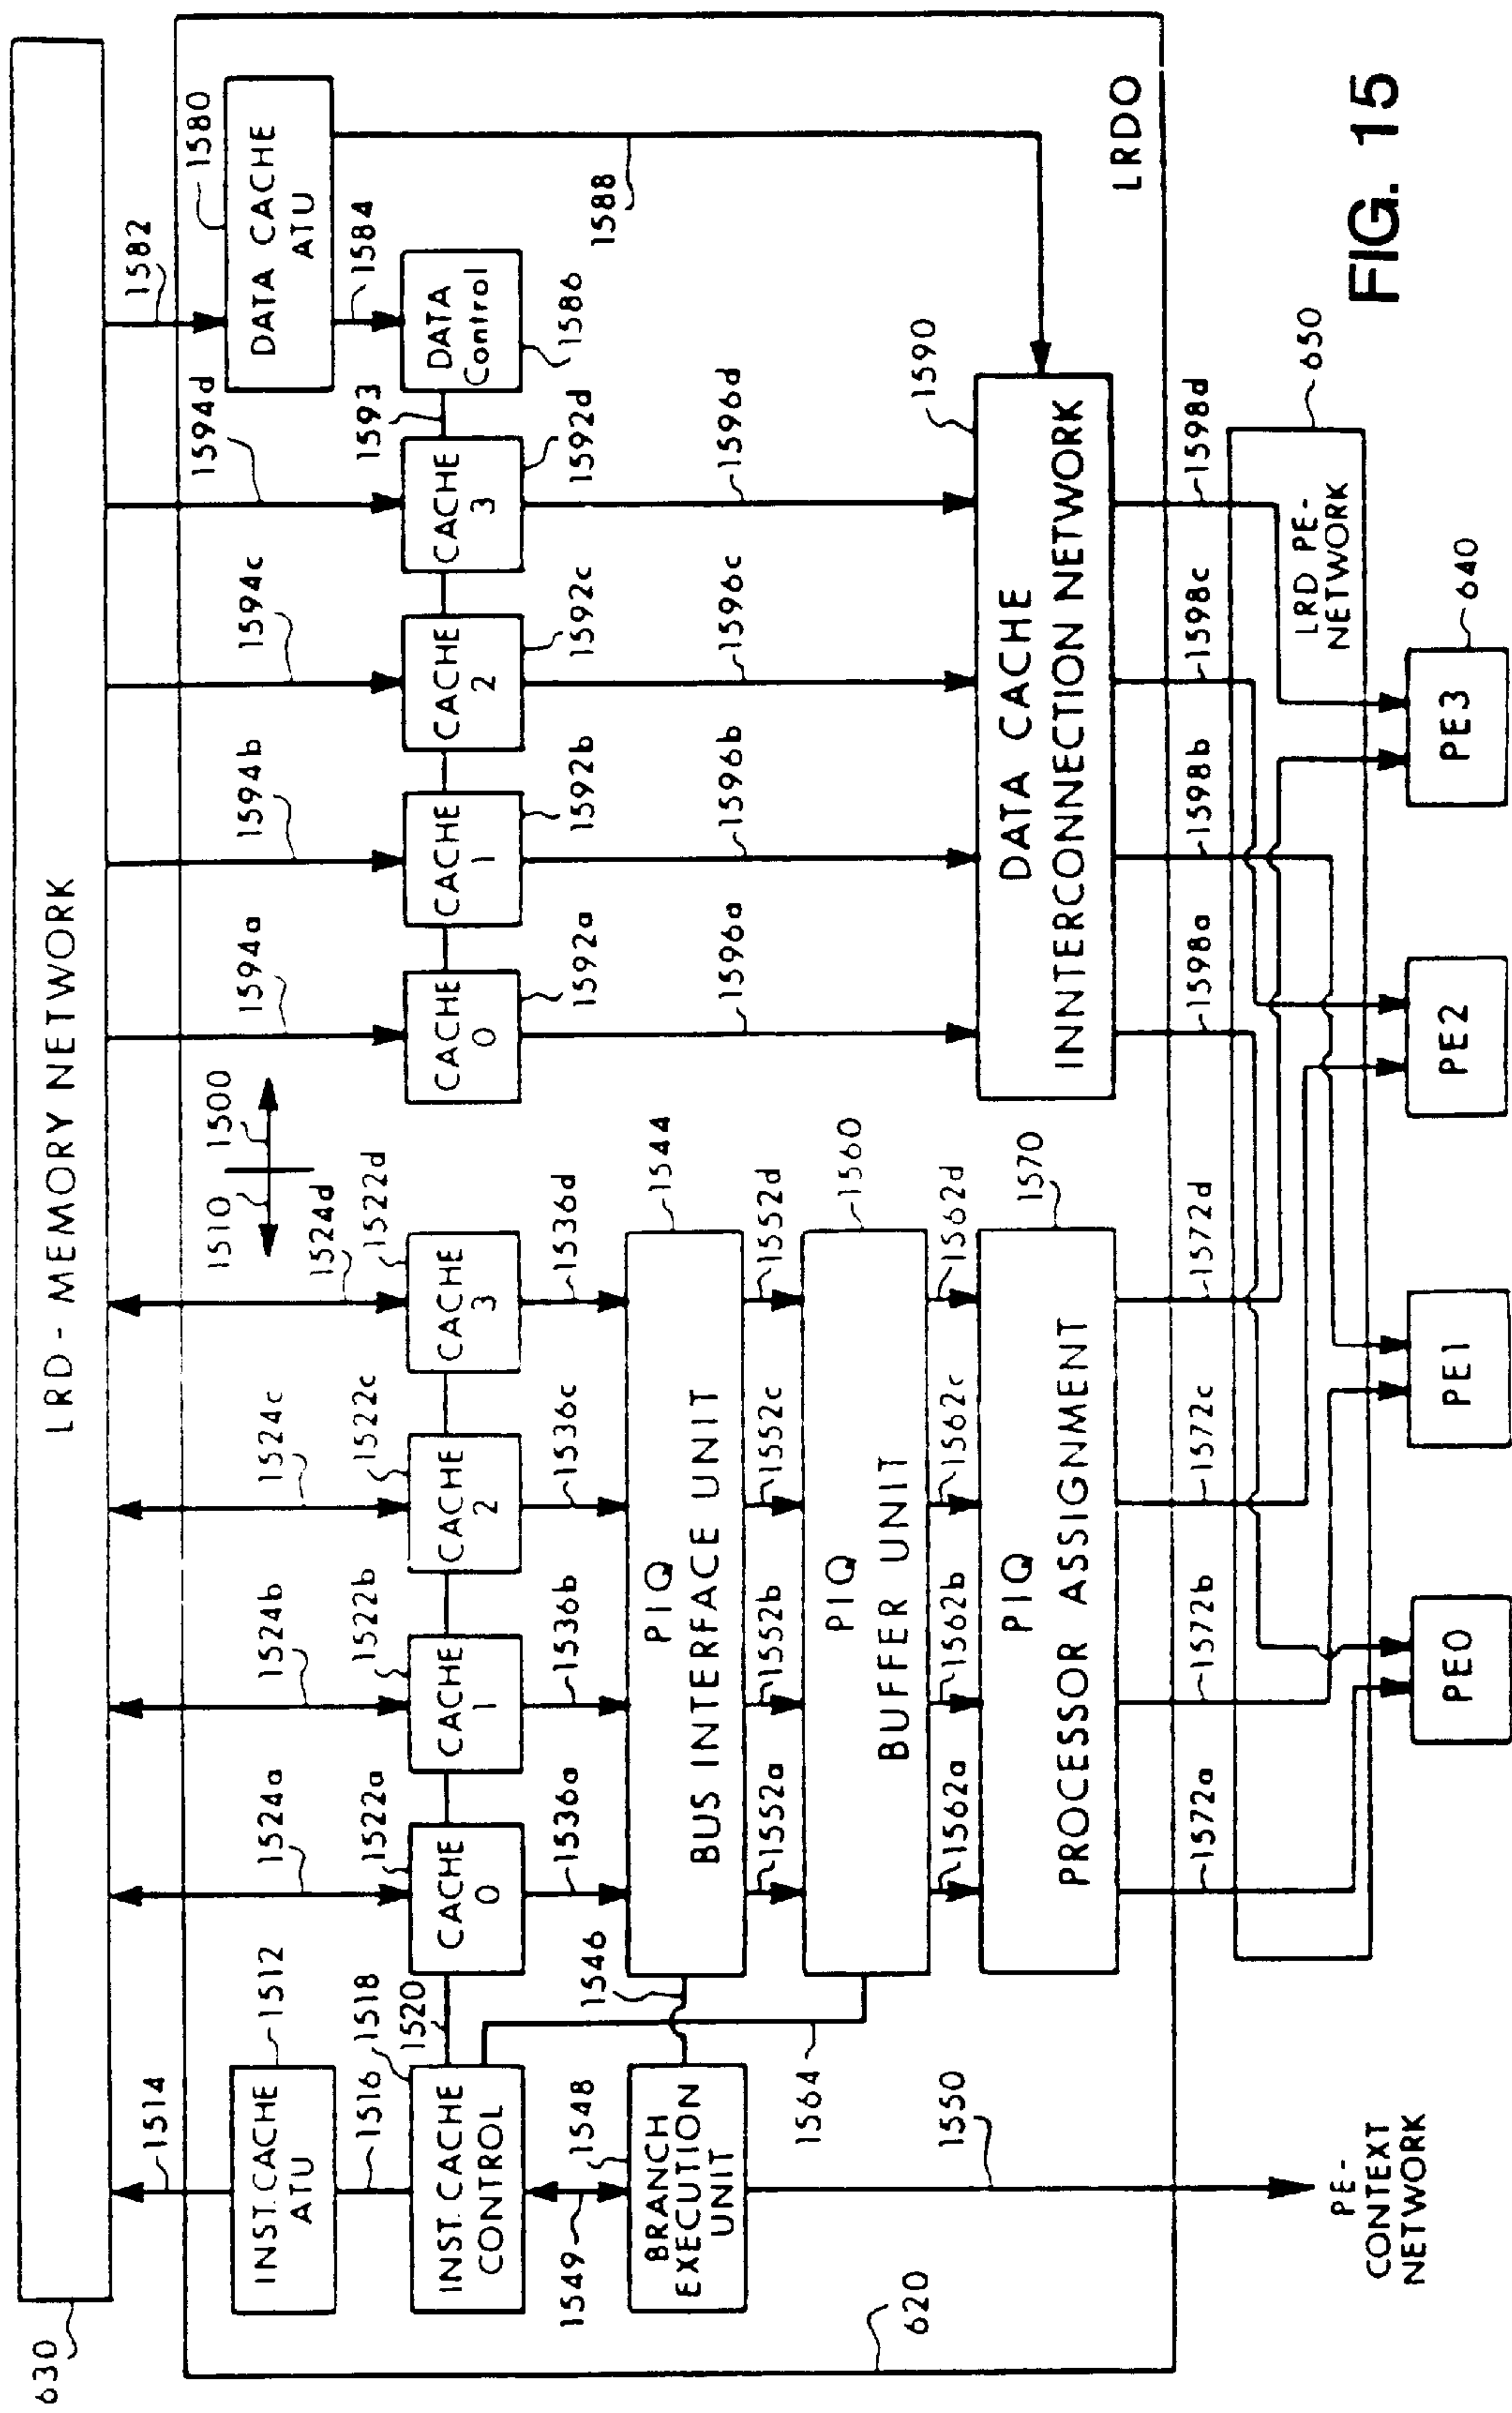 LRD - MEMORY NETWORK
630
1514
1524a
1524b
1524c
1524d
1510
1500
1594a
1594b
1594c
1594d
1582
1580
1512
INST. CACHE
ATU
DATA CACHE
ATU
1516
1518
1520
1522a
1522b
1522c
1522d
1593
1584
INST. CACHE
CONTROL
CACHE
0
CACHE
1
CACHE
2
CACHE
3
CACHE
0
CACHE
1
CACHE
2
CACHE
3
DATA
Control
1549
1548
1536a
1536b
1536c
1536d
1592a
1592b
1592c
1592d
1586
1588
1546
1544
BRANCH
EXECUTION
UNIT
PIQ
BUS INTERFACE UNIT
1596a
1596b
1596c
1596d
1552a
1552b
1552c
1552d
1564
1560
PIQ
BUFFER UNIT
1550
1562a
1562b
1562c
1562d
1590
620
1570
PIQ
PROCESSOR ASSIGNMENT
DATA CACHE
INNTERCONNECTION NETWORK
LRDO
1572a
1572b
1572c
1572d
1598a
1598b
1598c
1598d
650
LRD PE-
NETWORK
PE-
CONTEXT
NETWORK
640
PE0
PE1
PE2
PE3
FIG. 15